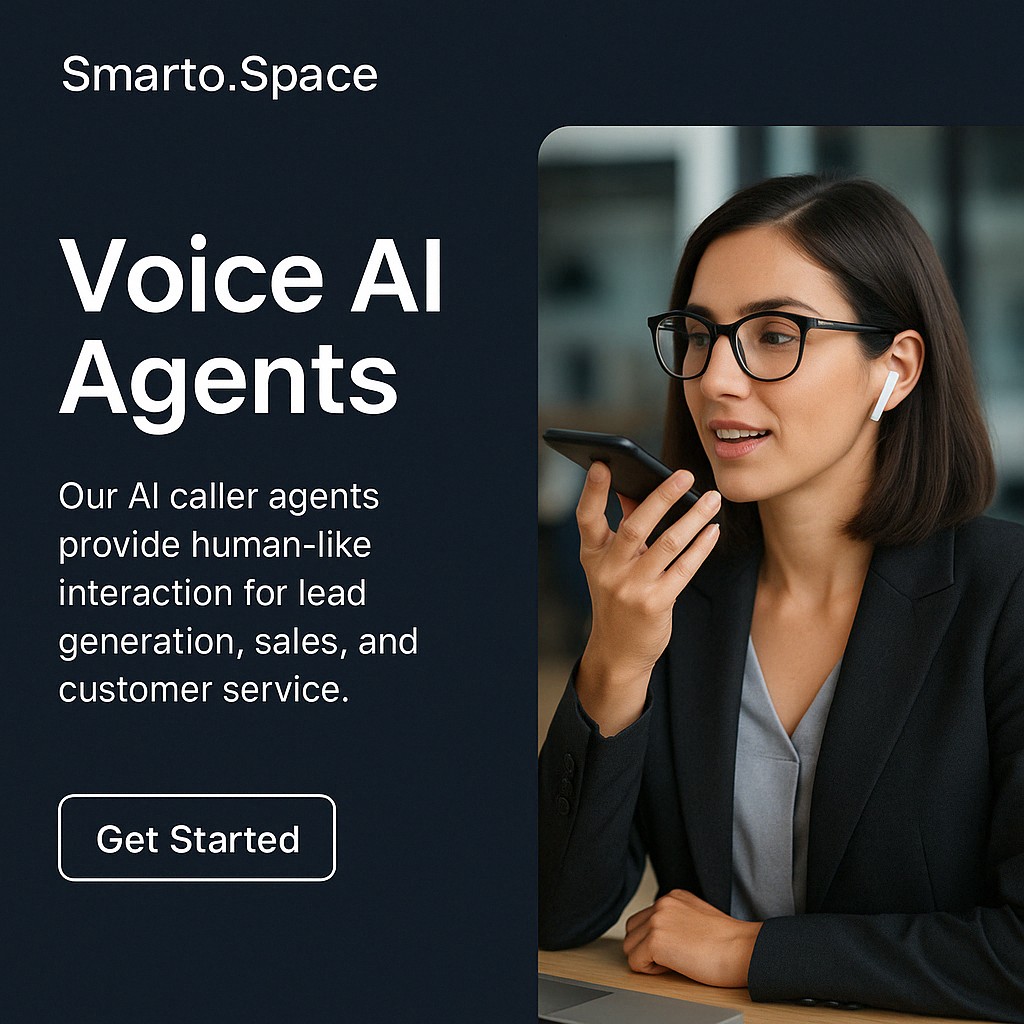 Smarto.Space
Voice AI
Agents
Our AI caller agents
provide human-like
interaction for lead
generation, sales, and
customer service.
Get Started